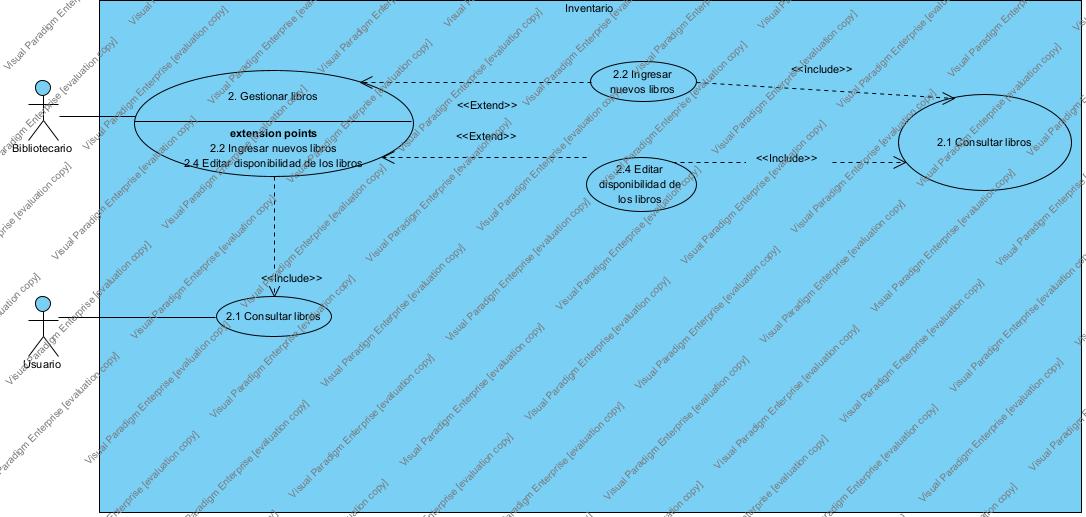 Inventario
2.2 Ingresar
nuevos libros
<<Include>>
2. Gestionar libros
<<Extend>>
extension points
2.2 Ingresar nuevos libros
2.4 Editar disponibilidad de los libros
<<Extend>>
Bibliotecario
2.1 Consultar libros
<<Include>>
2.4 Editar
disponibilidad de
los libros
<<Include>>
2.1 Consultar libros
Usuario
Visual Paradigm Enterprise [evaluation copy]